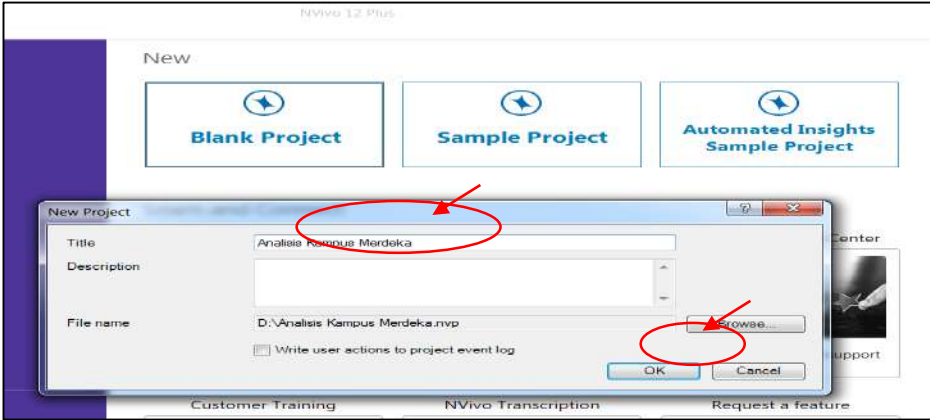 NVivo 12 Plus
New
Blank Project
Sample Project
Automated Insights
Sample Project
New Project
Title
Analisis Kampus Merdeka
Center
Description
File name
D:\Analisis Kampus Merdeka.nvp
Browse...
Write user actions to project event log
upport
OK
Cancel
Customer Training
NVivo Transcription
Request a feature